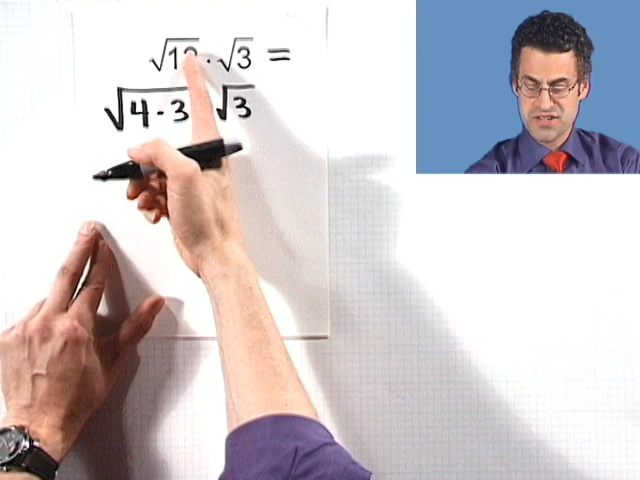 √12 · √3 =
√4·3 √3